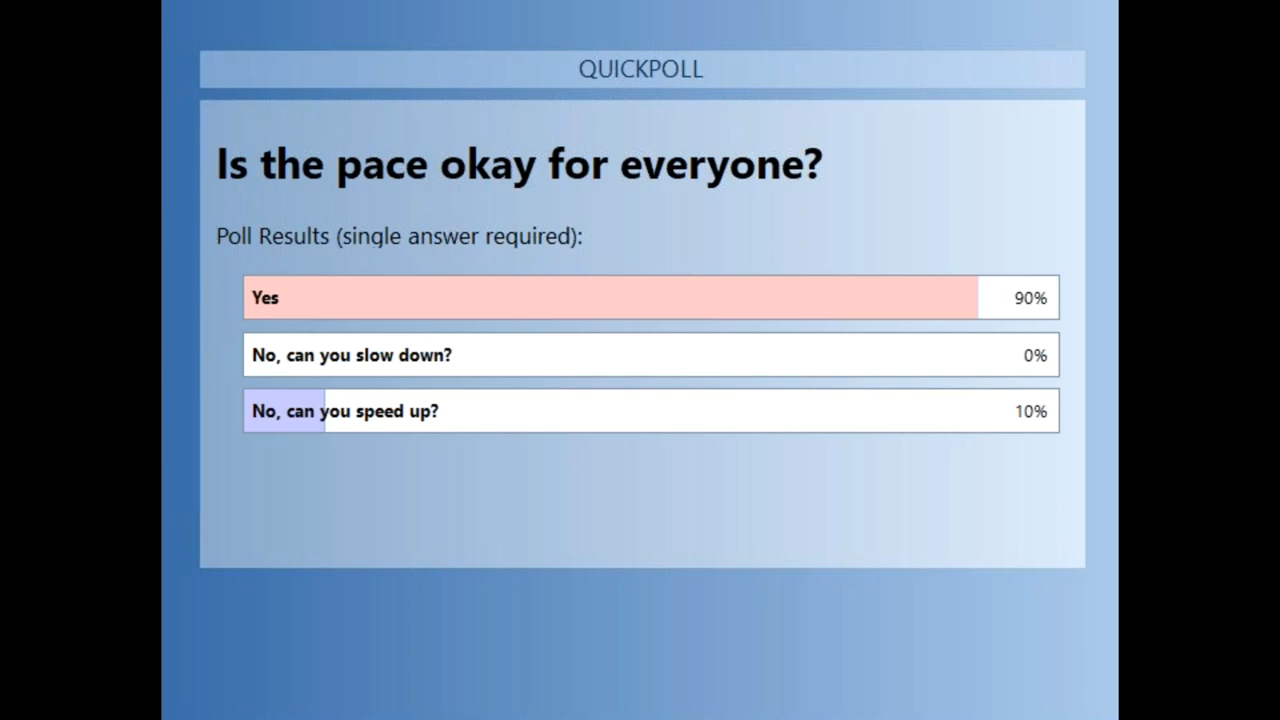 QUICKPOLL
Is the pace okay for everyone?
Poll Results (single answer required):
Yes 90%
No, can you slow down? 0%
No, can you speed up? 10%